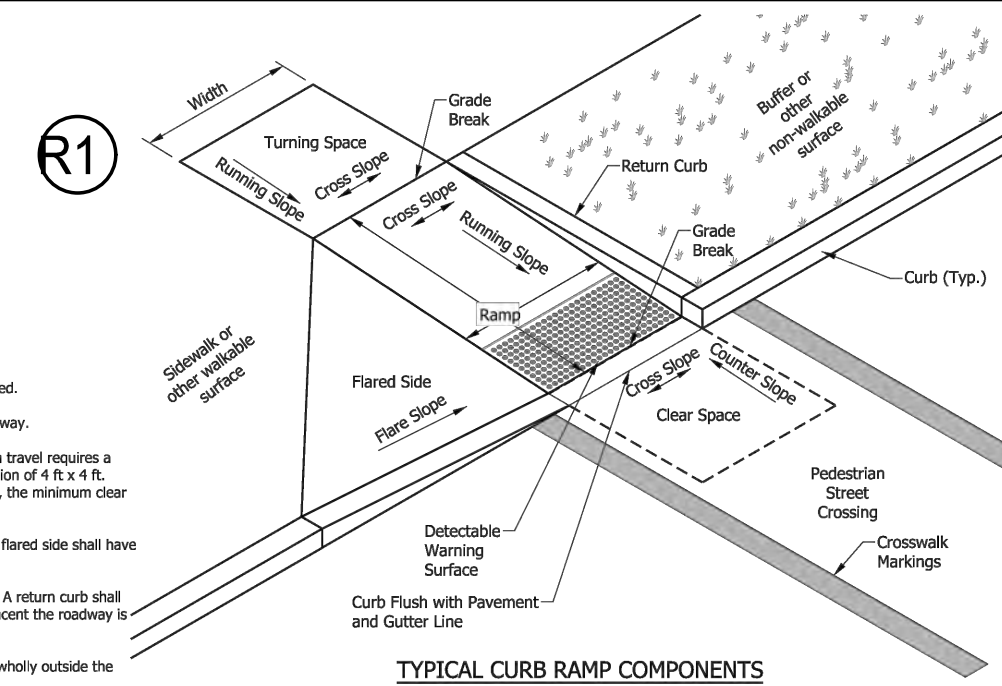 Width
R1
Turning Space
Grade
Break
Running Slope
Cross Slope
Cross Slope
Running Slope
Return Curb
Buffer or
other
non-walkable
surface
Grade
Break
Curb (Typ.)
Ramp
Sidewalk or
other walkable
surface
Flared Side
Flare Slope
Cross Slope
Counter Slope
Clear Space
Pedestrian
Street
Crossing
Crosswalk
Markings
Detectable
Warning
Surface
Curb Flush with Pavement
and Gutter Line
ed.
way.
travel requires a
ion of 4 ft x 4 ft.
, the minimum clear
flared side shall have
A return curb shall
cent the roadway is
wholly outside the
TYPICAL CURB RAMP COMPONENTS